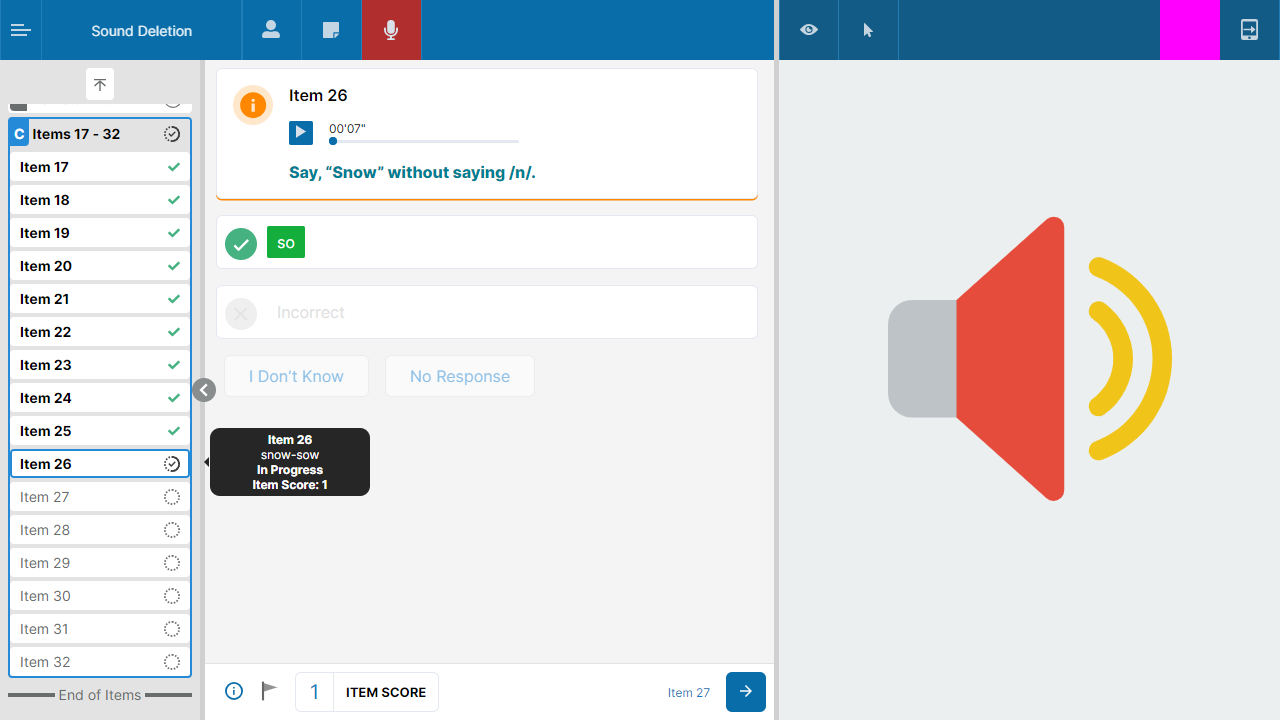 Sound Deletion
C Items 17 - 32
Item 17
Item 18
Item 19
Item 20
Item 21
Item 22
Item 23
Item 24
Item 25
Item 26
Item 27
Item 28
Item 29
Item 30
Item 31
Item 32
End of Items
Item 26
00'07"
Say, “Snow” without saying /n/.
SO
Incorrect
I Don’t Know
No Response
Item 26
snow-sow
In Progress
Item Score: 1
1 ITEM SCORE
Item 27